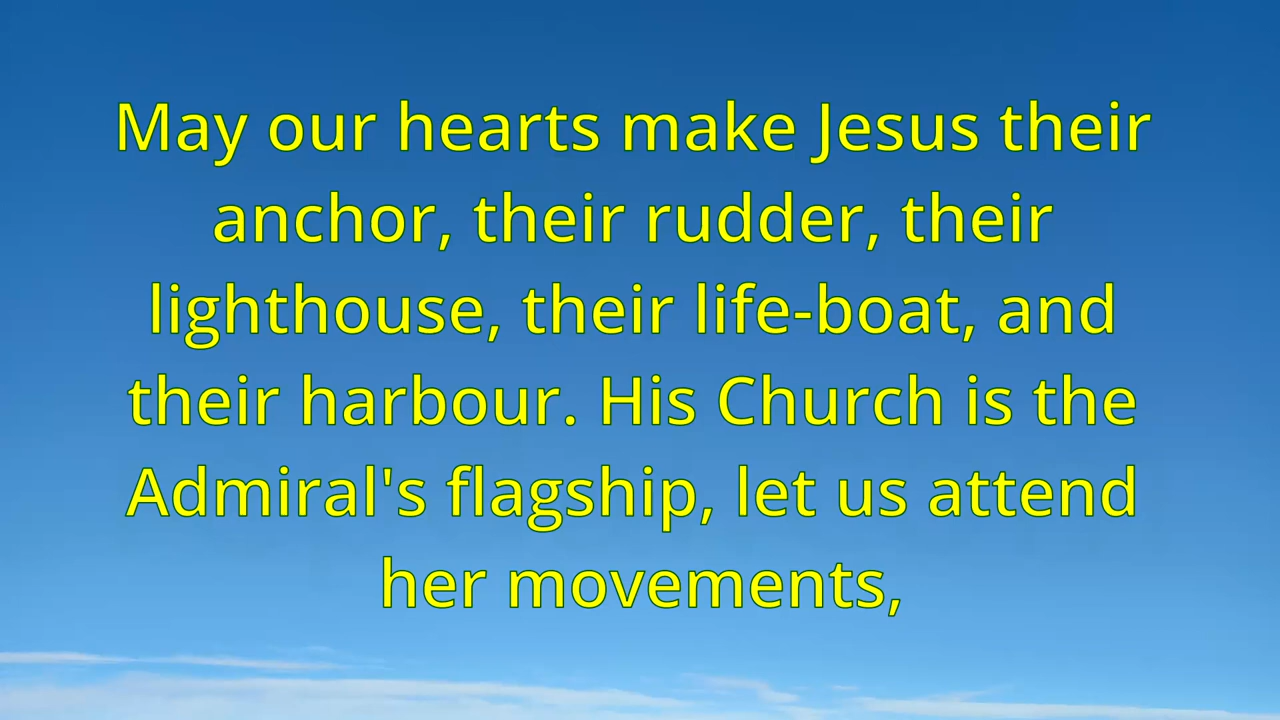 May our hearts make Jesus their
anchor, their rudder, their
lighthouse, their life-boat, and
their harbour. His Church is the
Admiral's flagship, let us attend
her movements,